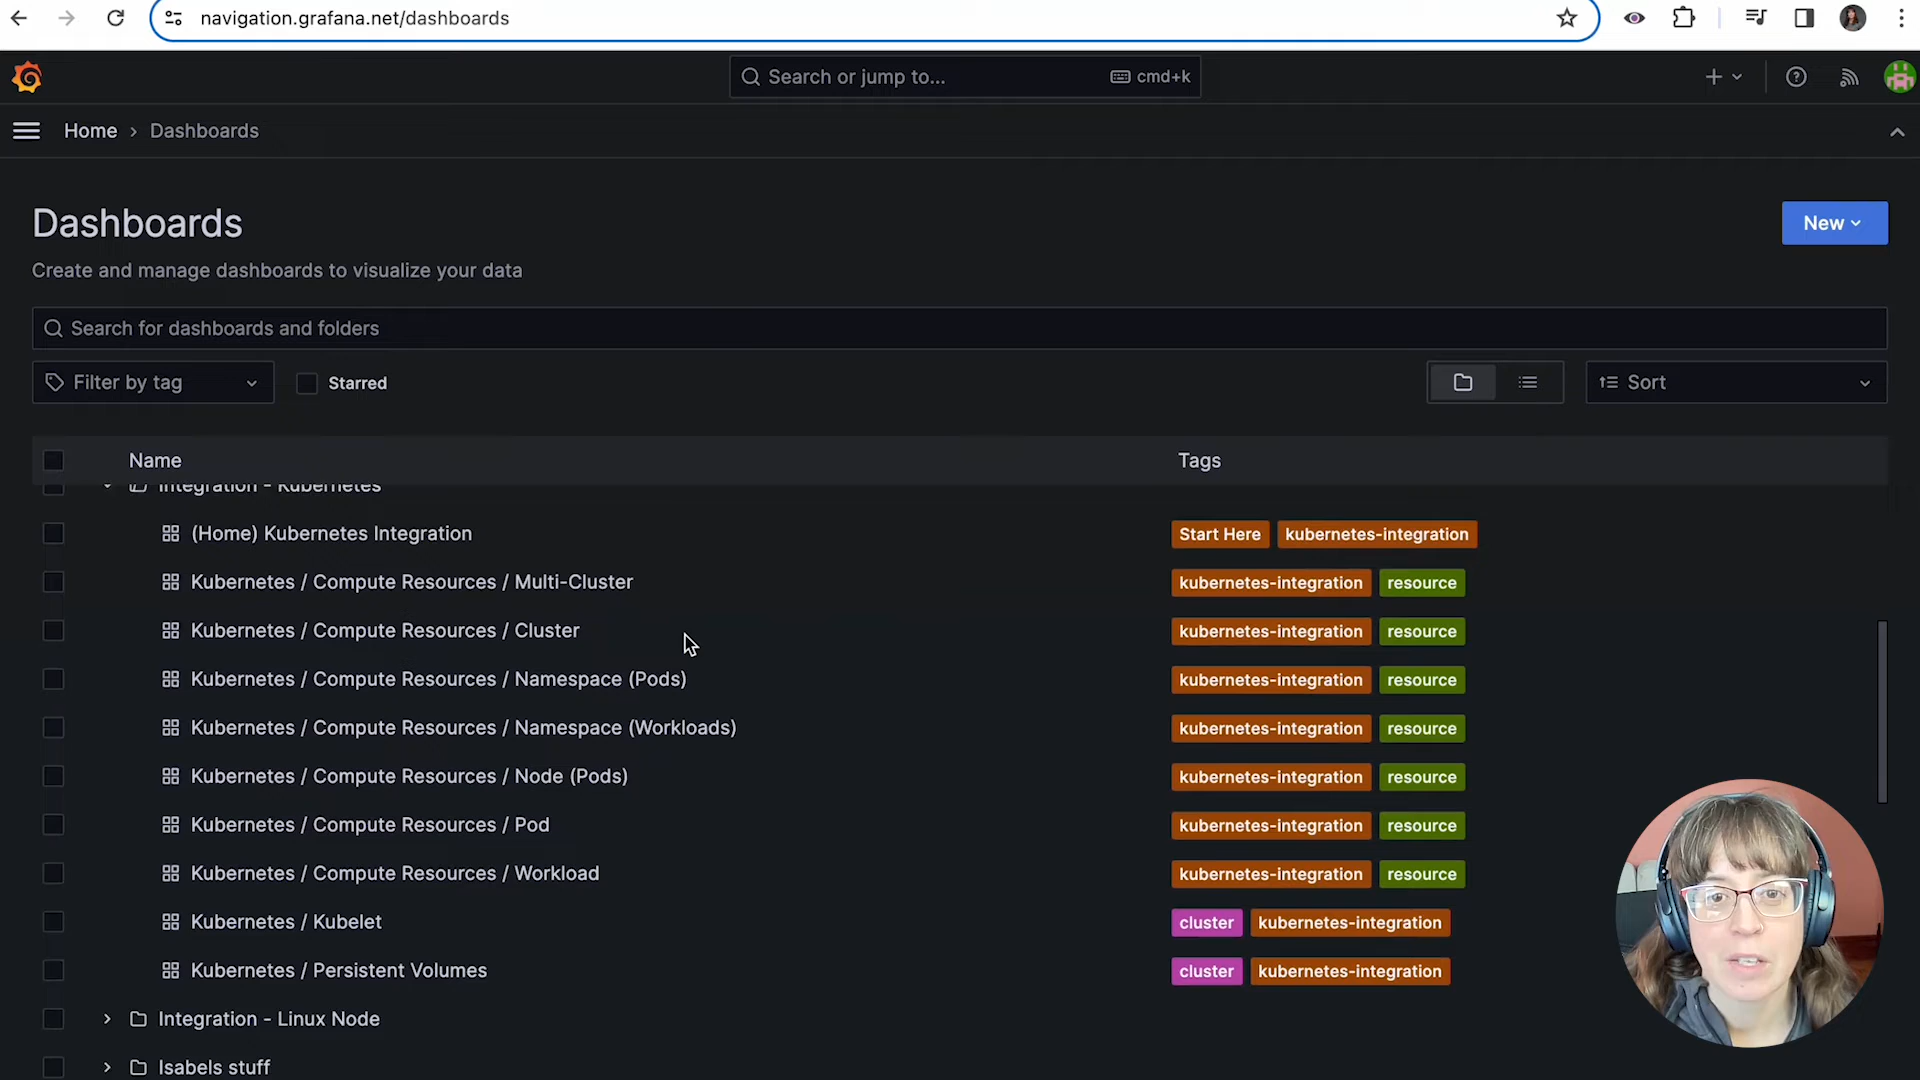 navigation.grafana.net/dashboards
Search or jump to... cmd+k
Home › Dashboards
Dashboards
New
Create and manage dashboards to visualize your data
Search for dashboards and folders
Filter by tag Starred Sort
Name Tags
Integration - Kubernetes
(Home) Kubernetes Integration Start Here kubernetes-integration
Kubernetes / Compute Resources / Multi-Cluster kubernetes-integration resource
Kubernetes / Compute Resources / Cluster kubernetes-integration resource
Kubernetes / Compute Resources / Namespace (Pods) kubernetes-integration resource
Kubernetes / Compute Resources / Namespace (Workloads) kubernetes-integration resource
Kubernetes / Compute Resources / Node (Pods) kubernetes-integration resource
Kubernetes / Compute Resources / Pod kubernetes-integration resource
Kubernetes / Compute Resources / Workload kubernetes-integration resource
Kubernetes / Kubelet cluster kubernetes-integration
Kubernetes / Persistent Volumes cluster kubernetes-integration
Integration - Linux Node
Isabels stuff